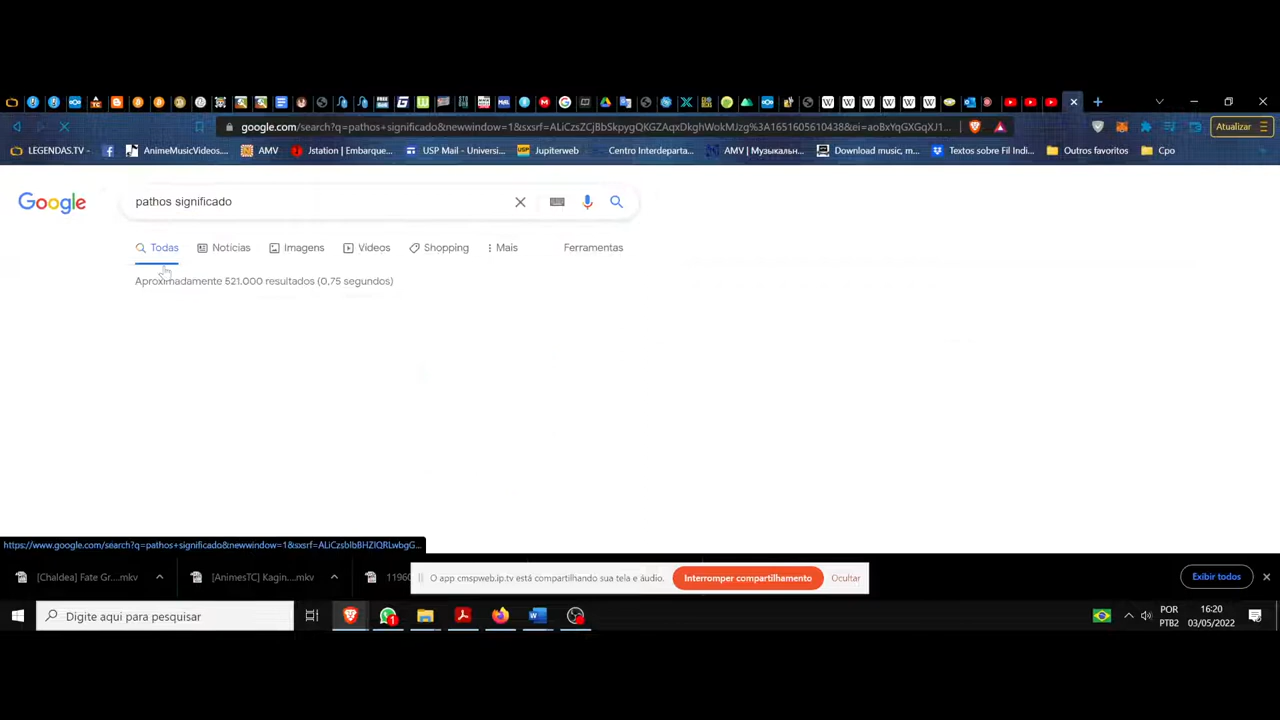 google.com/search?q=pathos+significado&newwindow=1&sxsrf=ALiCzsZCjBbSkpygQKGZAqxDkghWokMJzg%3A1651605610438&ei=aoBxYqGXGqXJ1...
Atualizar
LEGENDAS.TV -
AnimeMusicVideos....
AMV
Jstation | Embarque...
USP Mail - Universi...
Jupiterweb
Centro Interdeparta...
AMV | Музыкальн...
Download music, m...
Textos sobre Fil Indi...
Outros favoritos
Cpo
Google
pathos significado
Todas
Notícias
Imagens
Vídeos
Shopping
Mais
Ferramentas
Aproximadamente 521.000 resultados (0,75 segundos)
https://www.google.com/search?q=pathos+significado&newwindow=1&sxsrf=ALiCzsblbBHZIQRLwbgG...
[Chaldea] Fate Gr....mkv
[AnimesTC] Kagin....mkv
1196
O app cmspweb.ip.tv está compartilhando sua tela e áudio.
Interromper compartilhamento
Ocultar
Exibir todos
Digite aqui para pesquisar
POR
PTB2
16:20
03/05/2022